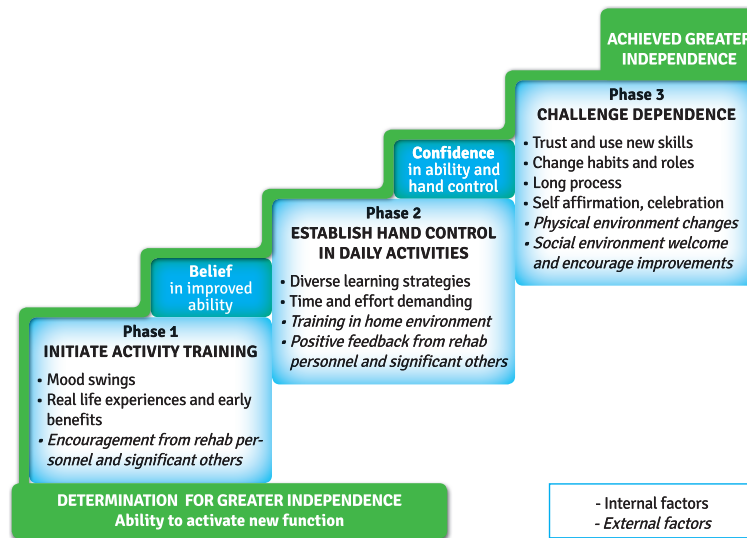 ACHIEVED GREATER
INDEPENDENCE
Phase 3
CHALLENGE DEPENDENCE
• Trust and use new skills
• Change habits and roles
• Long process
• Self affirmation, celebration
• Physical environment changes
• Social environment welcome
and encourage improvements
Confidence
in ability and
hand control
Phase 2
ESTABLISH HAND CONTROL
IN DAILY ACTIVITIES
• Diverse learning strategies
• Time and effort demanding
• Training in home environment
• Positive feedback from rehab
personnel and significant others
Belief
in improved
ability
Phase 1
INITIATE ACTIVITY TRAINING
• Mood swings
• Real life experiences and early
benefits
• Encouragement from rehab per-
sonnel and significant others
DETERMINATION FOR GREATER INDEPENDENCE
Ability to activate new function
- Internal factors
- External factors